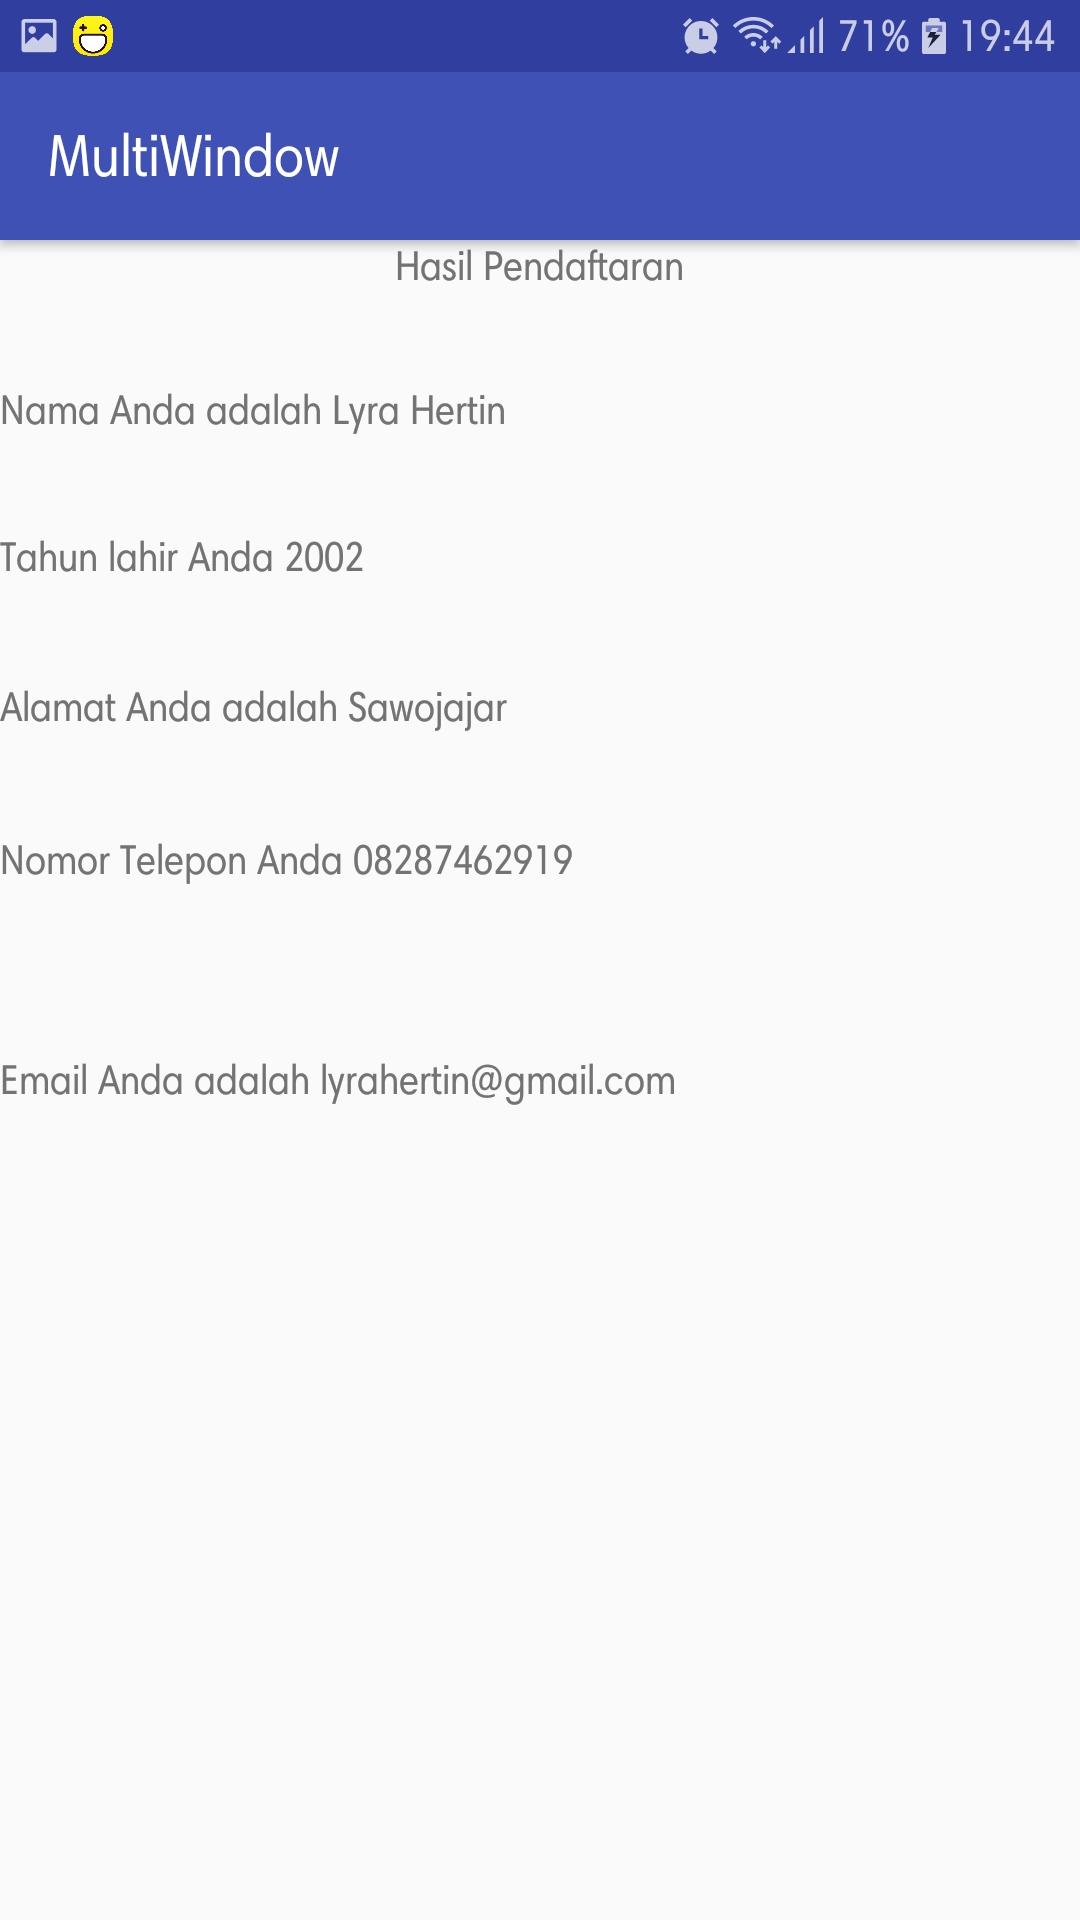 71% 19:44
MultiWindow
Hasil Pendaftaran
Nama Anda adalah Lyra Hertin
Tahun lahir Anda 2002
Alamat Anda adalah Sawojajar
Nomor Telepon Anda 08287462919
Email Anda adalah lyrahertin@gmail.com